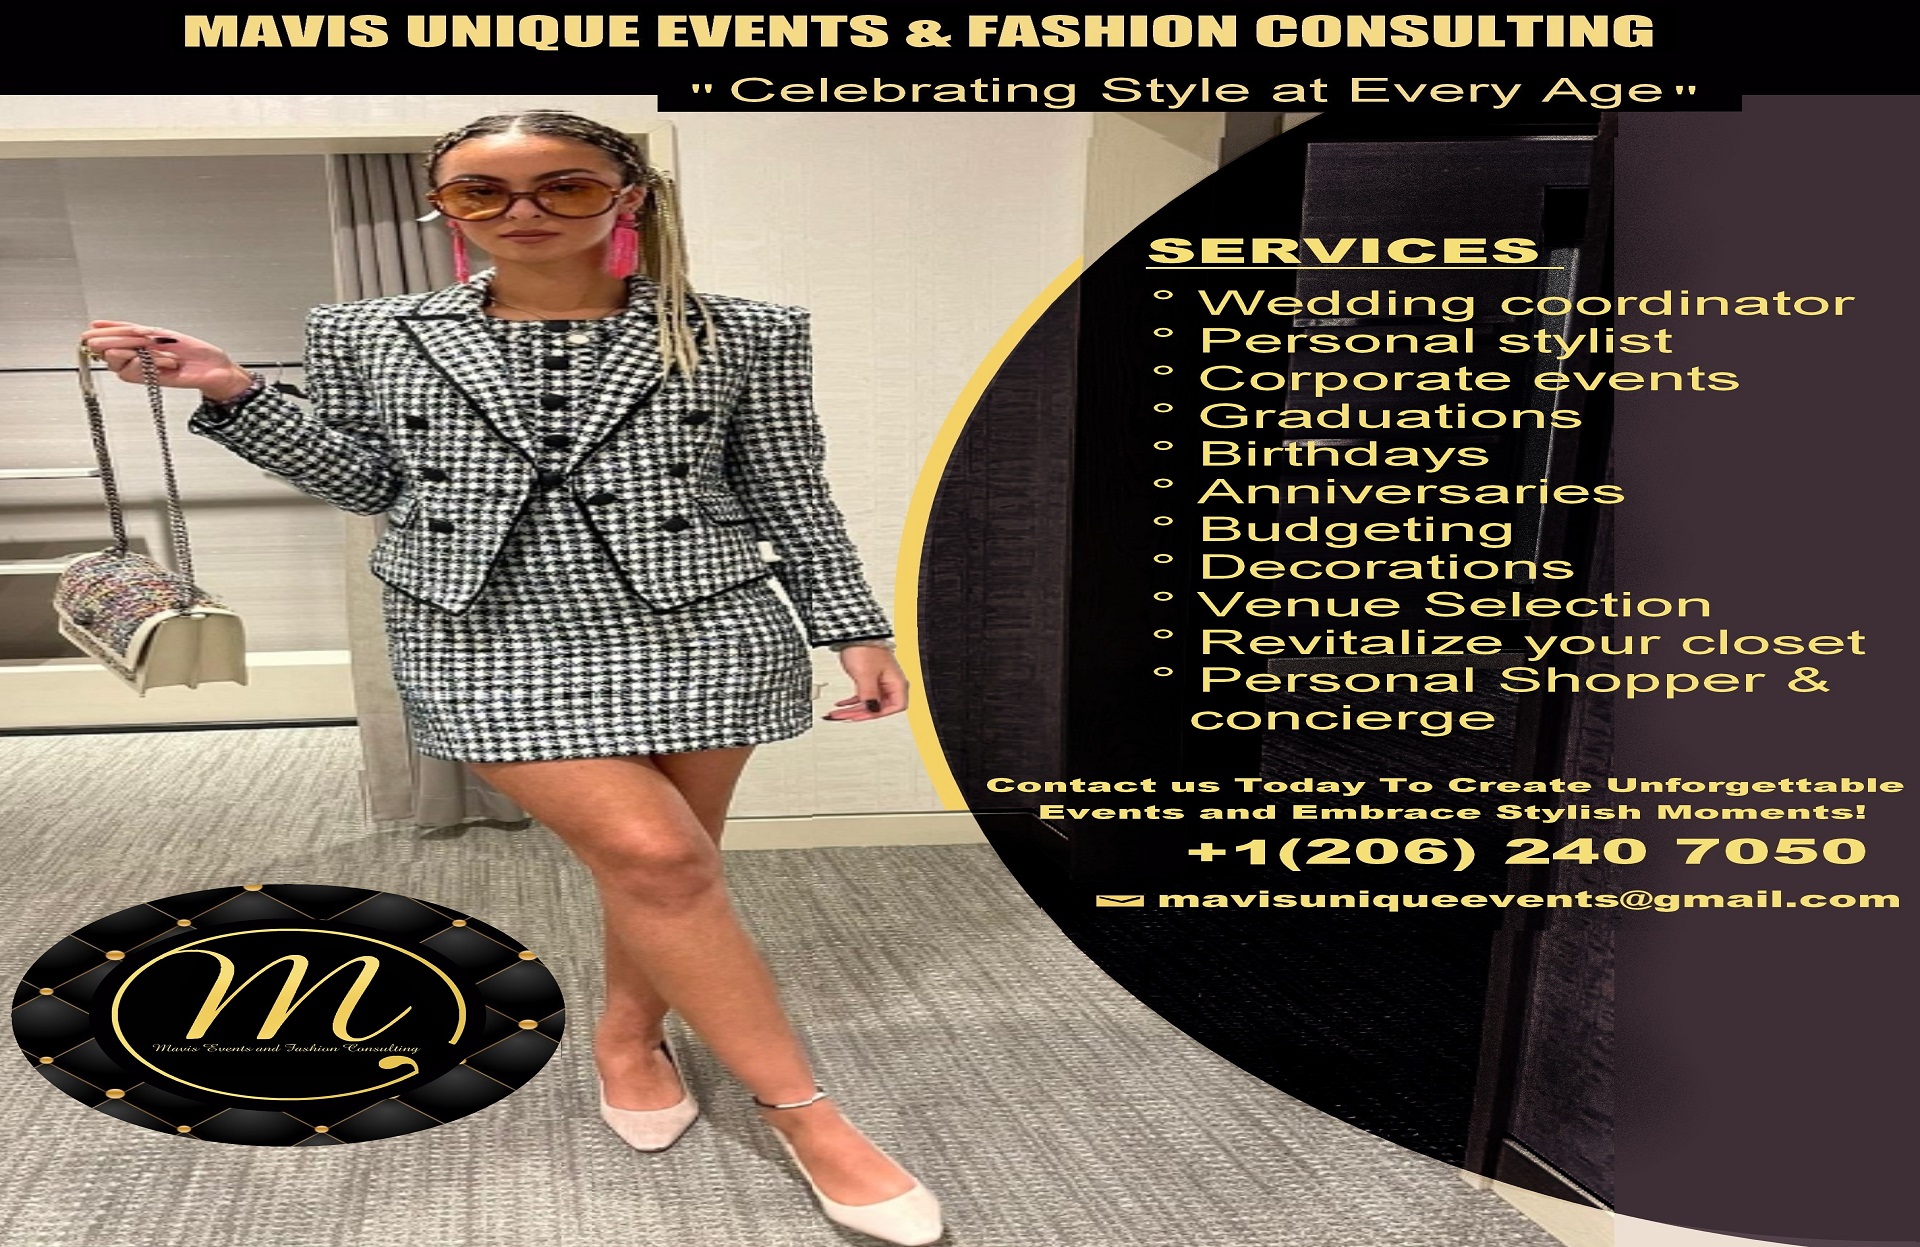 MAVIS UNIQUE EVENTS & FASHION CONSULTING
" Celebrating Style at Every Age "
SERVICES
° Wedding coordinator
° Personal stylist
° Corporate events
° Graduations
° Birthdays
° Anniversaries
° Budgeting
° Decorations
° Venue Selection
° Revitalize your closet
° Personal Shopper &
concierge
Contact us Today To Create Unforgettable
Events and Embrace Stylish Moments!
+1(206) 240 7050
mavisuniqueevents@gmail.com
M
Mavis Events and Fashion Consulting